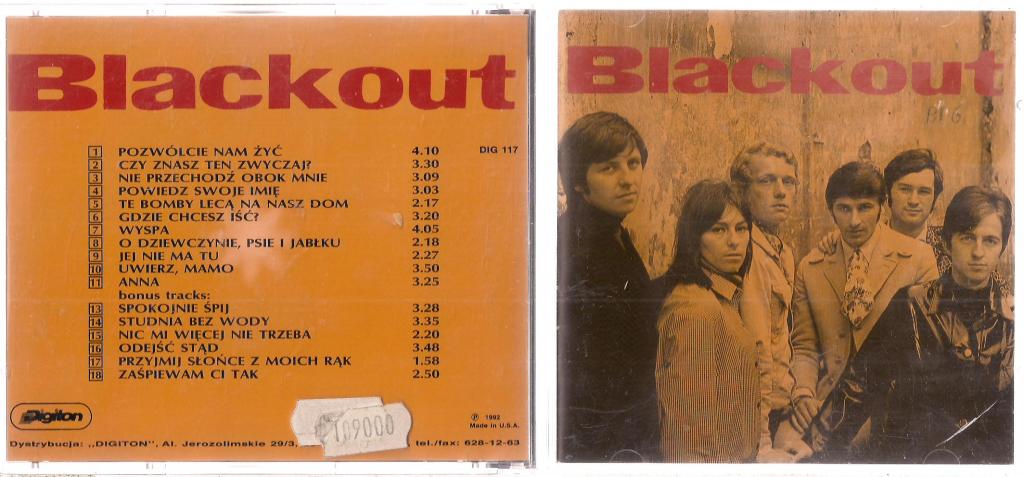 Blackout
1 POZWÓLCIE NAM ŻYĆ 4.10 DIG 117
2 CZY ZNASZ TEN ZWYCZAJ? 3.30
3 NIE PRZECHODŹ OBOK MNIE 3.09
4 POWIEDZ SWOJE IMIĘ 3.03
5 TE BOMBY LECĄ NA NASZ DOM 2.17
6 GDZIE CHCESZ IŚĆ? 3.20
7 WYSPA 4.05
8 O DZIEWCZYNIE, PSIE I JABŁKU 2.18
9 JEJ NIE MA TU 2.27
10 UWIERZ, MAMO 3.50
11 ANNA 3.25
bonus tracks:
13 SPOKOJNIE ŚPIJ 3.28
14 STUDNIA BEZ WODY 3.35
15 NIC MI WIĘCEJ NIE TRZEBA 2.20
16 ODEJŚĆ STĄD 3.48
17 PRZYJMIJ SŁOŃCE Z MOICH RĄK 1.58
18 ZAŚPIEWAM CI TAK 2.50
Digiton
109000
℗ 1992
Made in U.S.A.
Dystrybucja: „DIGITON", Al. Jerozolimskie 29/3, tel./fax: 628-12-63
Blackout